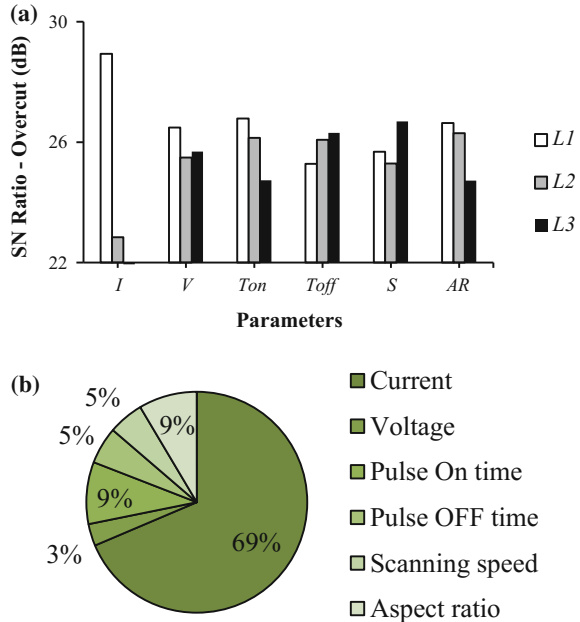 (a)
SN Ratio - Overcut (dB)
30
26
22
I V Ton Toff S AR
Parameters
L1
L2
L3
(b)
5%
5%
9%
9%
3%
69%
Current
Voltage
Pulse On time
Pulse OFF time
Scanning speed
Aspect ratio